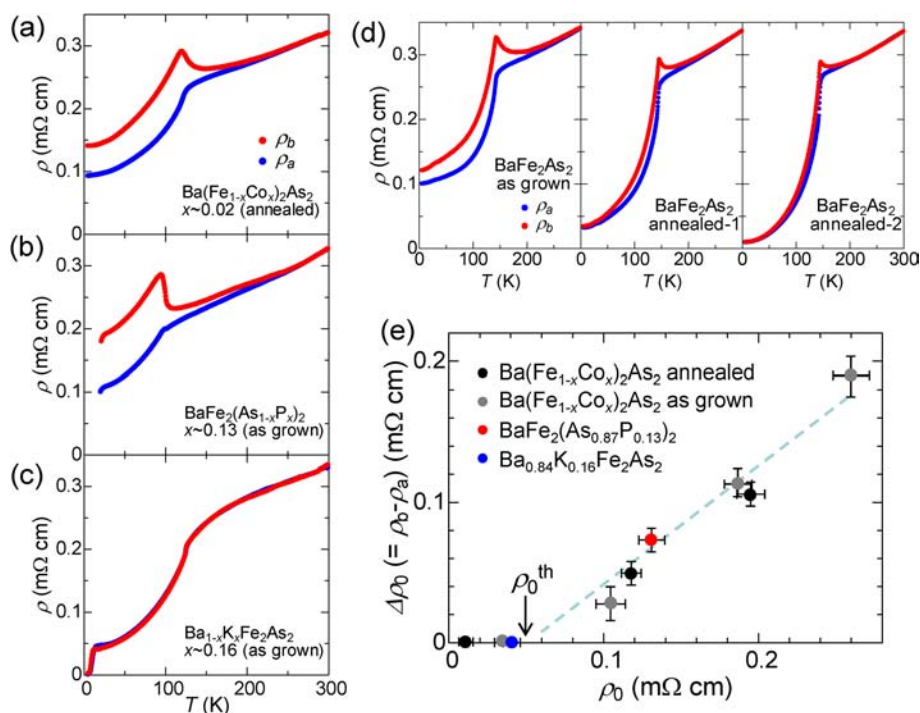 (a)
0.3
0.2
0.1
0
ρ (mΩ cm)
ρb
ρa
Ba(Fe1-xCox)2As2
x~0.02 (annealed)
(b)
0.3
0.2
0.1
0
ρ (mΩ cm)
BaFe2(As1-xPx)2
x~0.13 (as grown)
(c)
0.3
0.2
0.1
0
ρ (mΩ cm)
Ba1-xKxFe2As2
x~0.16 (as grown)
0 100 200 300
T (K)
(d)
0.3
0.2
0.1
0
ρ (mΩ cm)
BaFe2As2
as grown
ρa
ρb
BaFe2As2
annealed-1
BaFe2As2
annealed-2
0 100 200 0 100 200 0 100 200 300
T (K) T (K) T (K)
(e)
0.2
0.1
0
Δρ0 (= ρb-ρa) (mΩ cm)
Ba(Fe1-xCox)2As2 annealed
Ba(Fe1-xCox)2As2 as grown
BaFe2(As0.87P0.13)2
Ba0.84K0.16Fe2As2
ρ0th
0 0.1 0.2
ρ0 (mΩ cm)